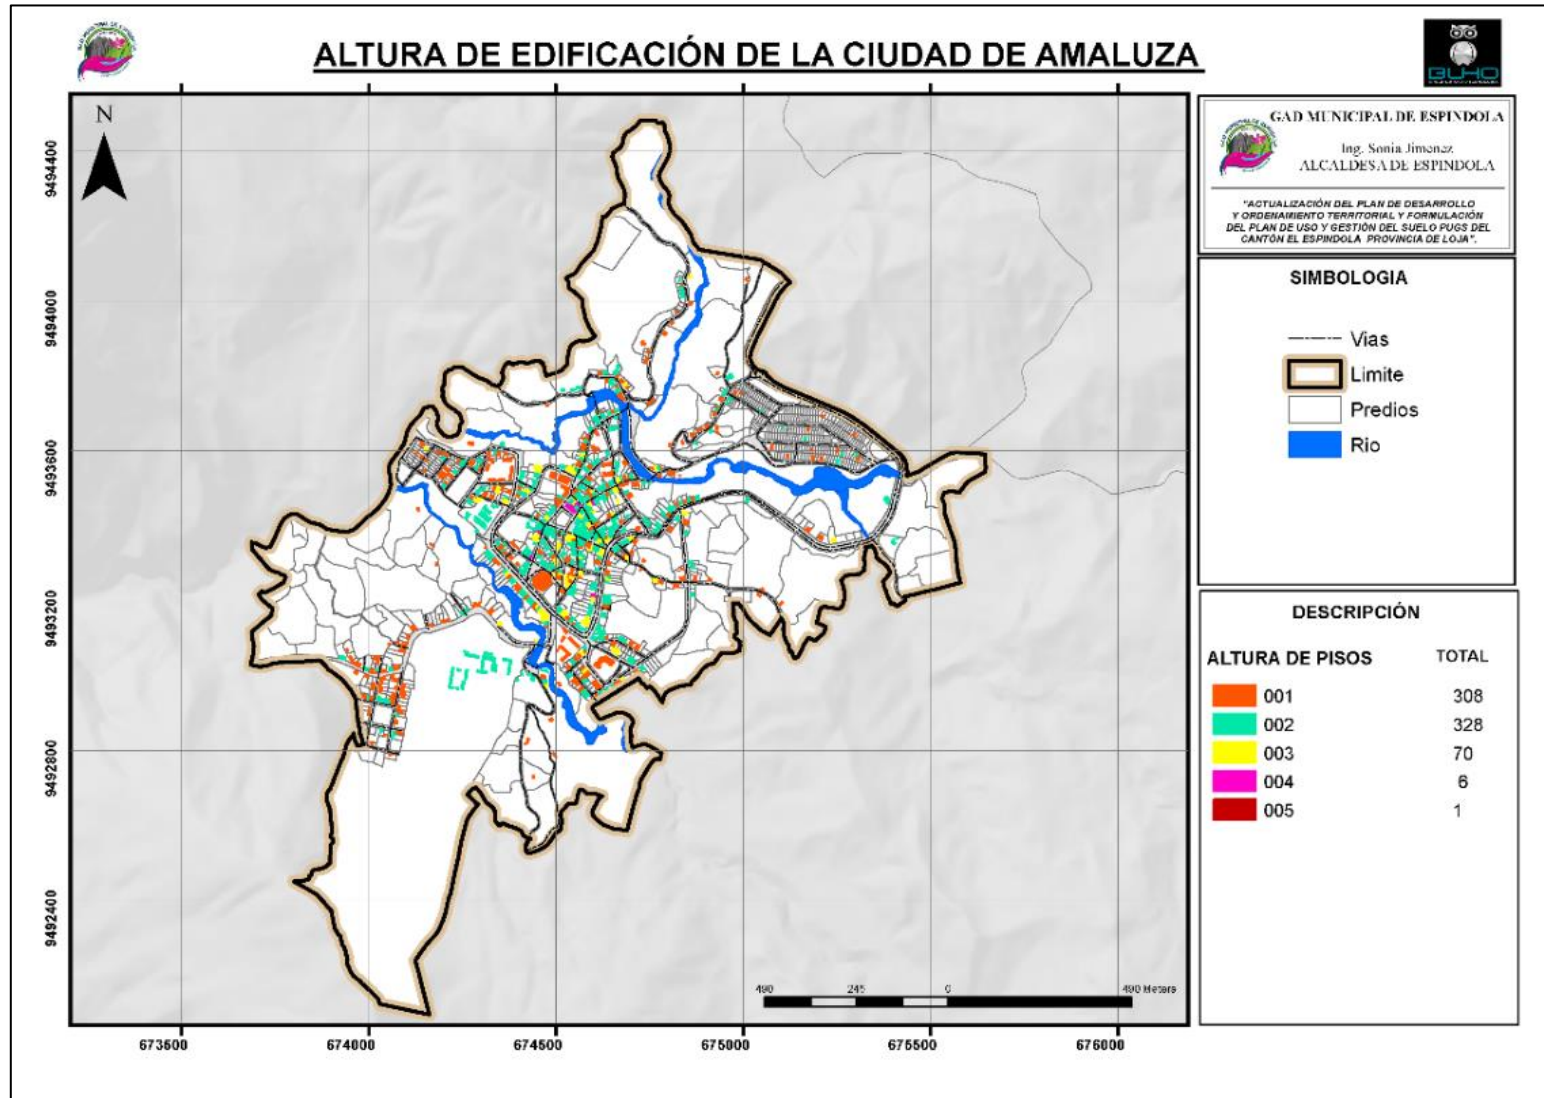 ALTURA DE EDIFICACIÓN DE LA CIUDAD DE AMALUZA
BUHO
N
GAD MUNICIPAL DE ESPINDOLA
Ing. Sonia Jimenez
ALCALDESA DE ESPINDOLA
"ACTUALIZACIÓN DEL PLAN DE DESARROLLO
Y ORDENAMIENTO TERRITORIAL Y FORMULACIÓN
DEL PLAN DE USO Y GESTIÓN DEL SUELO PUGS DEL
CANTÓN EL ESPINDOLA PROVINCIA DE LOJA".
SIMBOLOGIA
Vias
Limite
Predios
Rio
DESCRIPCIÓN
ALTURA DE PISOS TOTAL
001 308
002 328
003 70
004 6
005 1
9494400
9494000
9493600
9493200
9492800
9492400
490 245 0 490 Meters
673500 674000 674500 675000 675500 676000